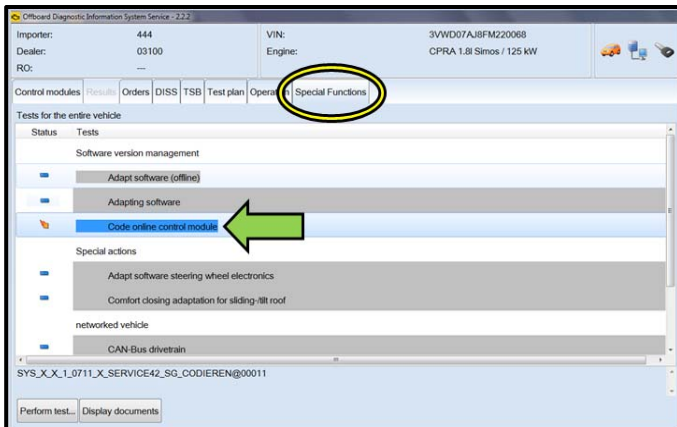 Offboard Diagnostic Information System Service - 2.2.2
Importer: 444 VIN: 3VWD07AJ8FM220068
Dealer: 03100 Engine: CPRA 1.8l Simos / 125 kW
RO: ---
Control modules Results Orders DISS TSB Test plan Operation Special Functions
Tests for the entire vehicle
Status Tests
Software version management
Adapt software (offline)
Adapting software
Code online control module
Special actions
Adapt software steering wheel electronics
Comfort closing adaptation for sliding-/tilt roof
networked vehicle
CAN-Bus drivetrain
SYS_X_X_1_0711_X_SERVICE42_SG_CODIEREN@00011
Perform test... Display documents